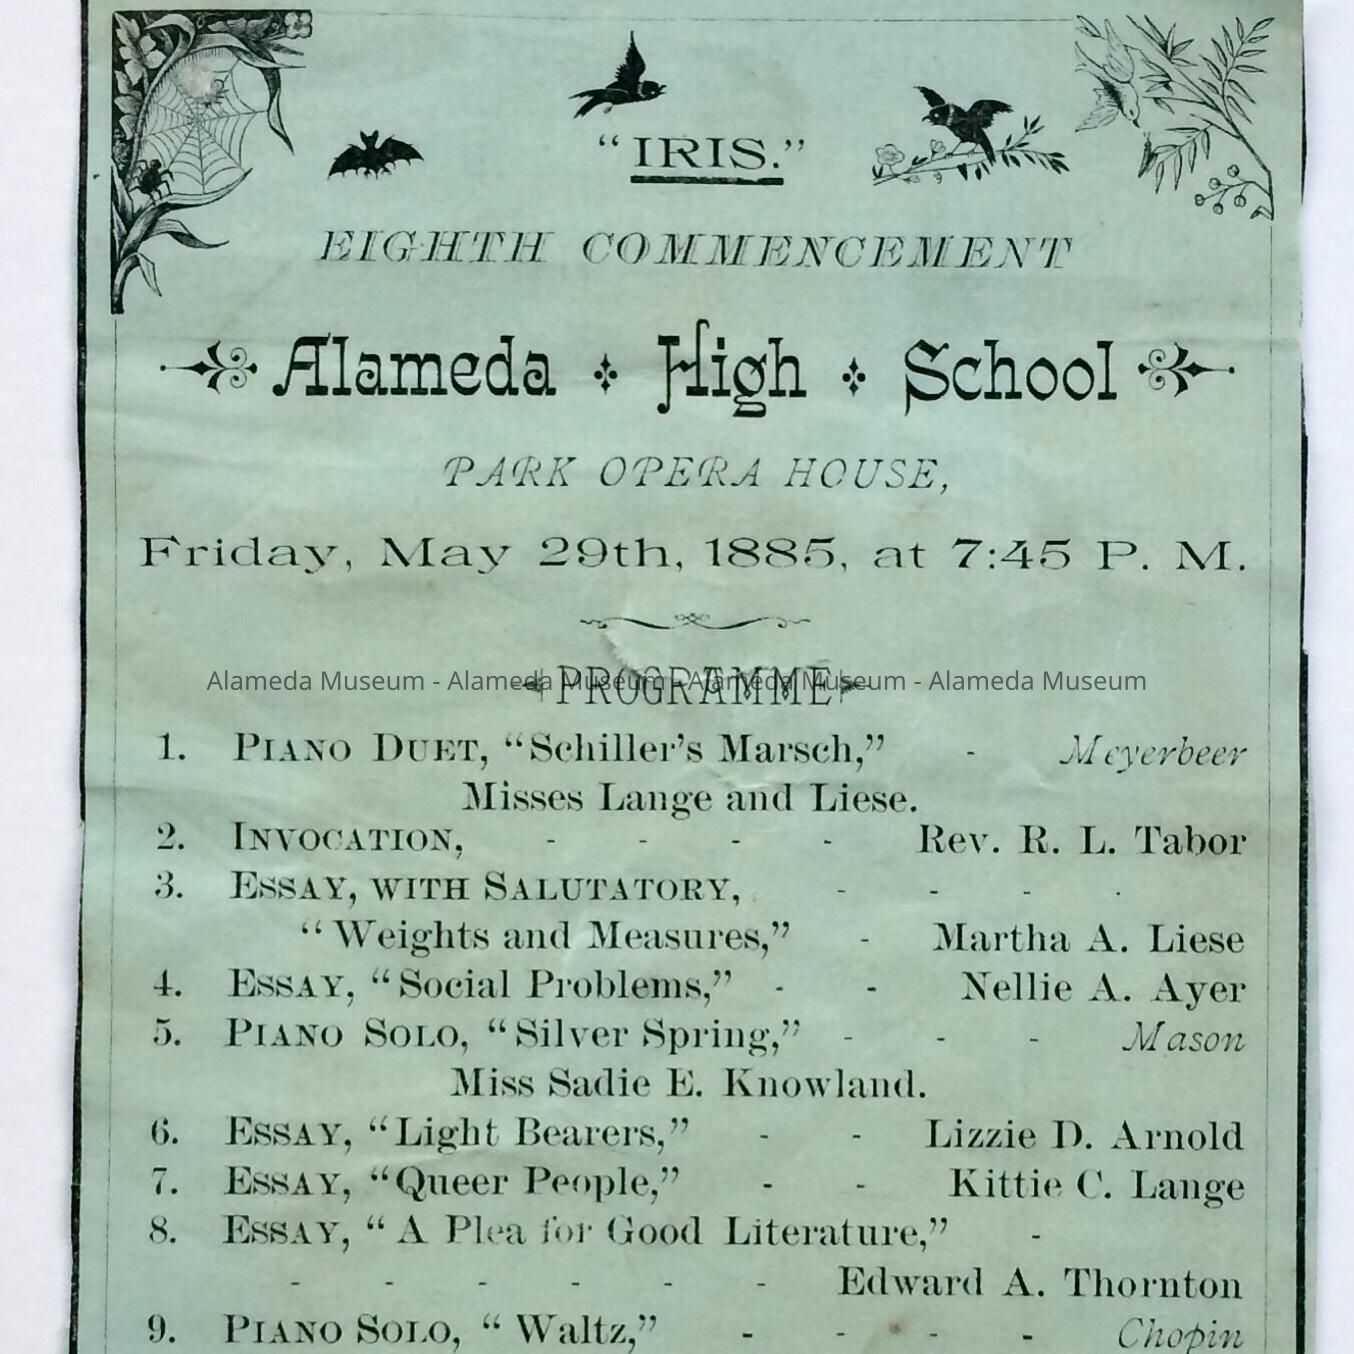 “IRIS.”
EIGHTH COMMENCEMENT
Alameda High School
PARK OPERA HOUSE,
Friday, May 29th, 1885, at 7:45 P. M.
Alameda Museum - Alameda Museum - Alameda Museum - Alameda Museum
PROGRAMME
1. PIANO DUET, “Schiller’s Marsch,” - Meyerbeer
Misses Lange and Liese.
2. INVOCATION, - - - - Rev. R. L. Tabor
3. ESSAY, WITH SALUTATORY, - - - -
“Weights and Measures,” - Martha A. Liese
4. ESSAY, “Social Problems,” - - Nellie A. Ayer
5. PIANO SOLO, “Silver Spring,” - - - Mason
Miss Sadie E. Knowland.
6. ESSAY, “Light Bearers,” - - Lizzie D. Arnold
7. ESSAY, “Queer People,” - - Kittie C. Lange
8. ESSAY, “A Plea for Good Literature,” -
- - - - - - Edward A. Thornton
9. PIANO SOLO, “Waltz,” - - - - Chopin